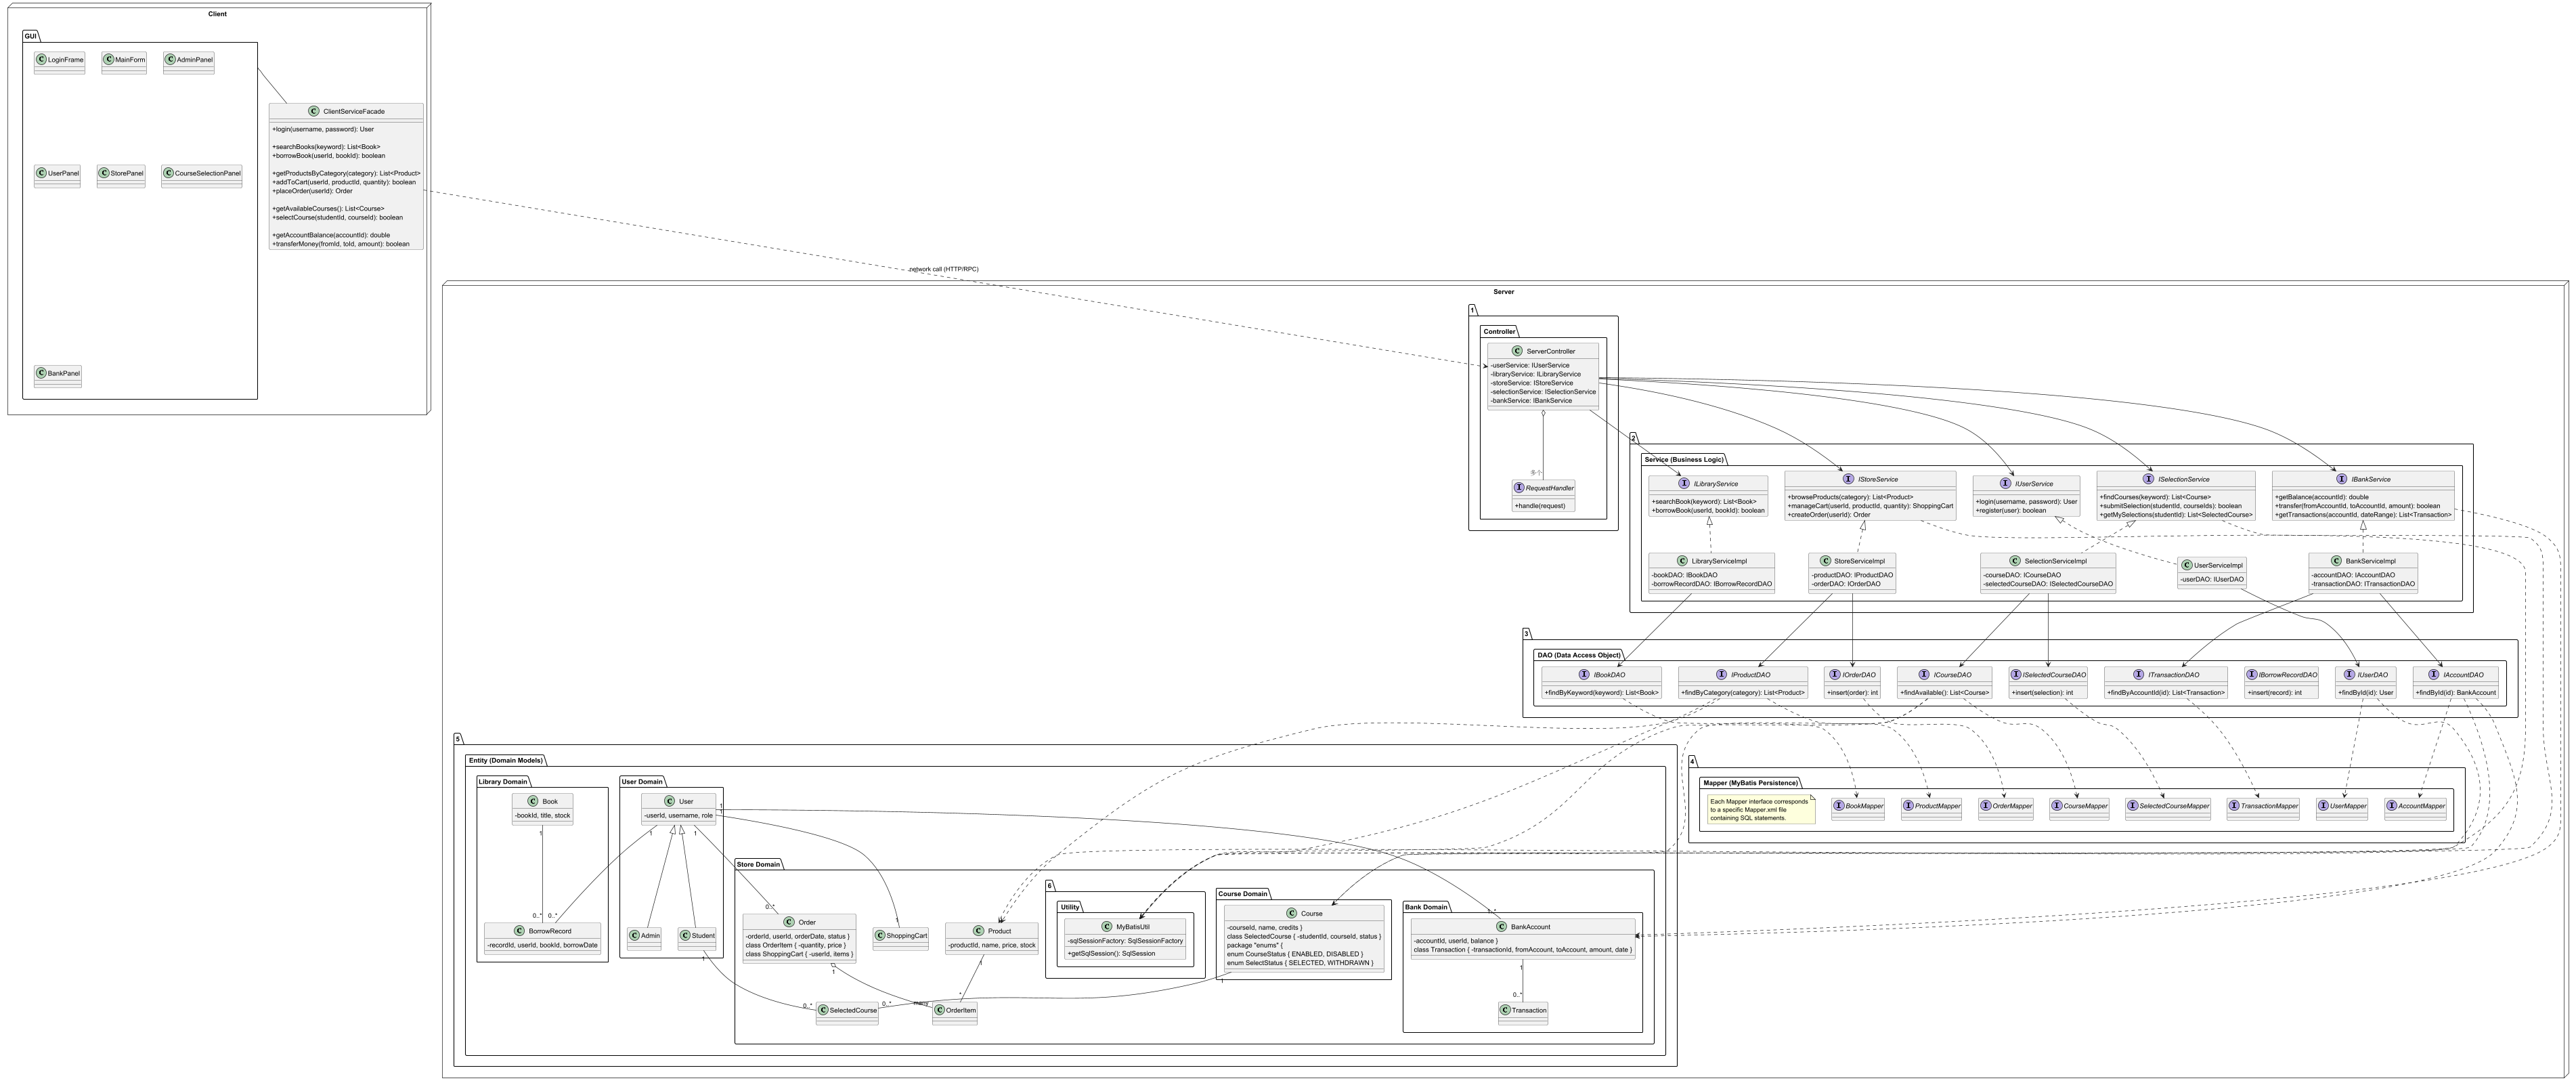 Client
GUI
C LoginFrame
C MainForm
C AdminPanel
C ClientServiceFacade
+login(username, password): User
+searchBooks(keyword): List<Book>
+borrowBook(userId, bookId): boolean
+getProductsByCategory(category): List<Product>
+addToCart(userId, productId, quantity): boolean
+placeOrder(userId): Order
+getAvailableCourses(): List<Course>
+selectCourse(studentId, courseId): boolean
+getAccountBalance(accountId): double
+transferMoney(fromId, toId, amount): boolean
C UserPanel
C StorePanel
C CourseSelectionPanel
C BankPanel
network call (HTTP/RPC)
Server
1
Controller
C ServerController
-userService: IUserService
-libraryService: ILibraryService
-storeService: IStoreService
-selectionService: ISelectionService
-bankService: IBankService
多个
I RequestHandler
+handle(request)
2
Service (Business Logic)
I ILibraryService
+searchBook(keyword): List<Book>
+borrowBook(userId, bookId): boolean
I IStoreService
+browseProducts(category): List<Product>
+manageCart(userId, productId, quantity): ShoppingCart
+createOrder(userId): Order
I IUserService
+login(username, password): User
+register(user): boolean
I ISelectionService
+findCourses(keyword): List<Course>
+submitSelection(studentId, courseIds): boolean
+getMySelections(studentId): List<SelectedCourse>
I IBankService
+getBalance(accountId): double
+transfer(fromAccountId, toAccountId, amount): boolean
+getTransactions(accountId, dateRange): List<Transaction>
C LibraryServiceImpl
-bookDAO: IBookDAO
-borrowRecordDAO: IBorrowRecordDAO
C StoreServiceImpl
-productDAO: IProductDAO
-orderDAO: IOrderDAO
C SelectionServiceImpl
-courseDAO: ICourseDAO
-selectedCourseDAO: ISelectedCourseDAO
C UserServiceImpl
-userDAO: IUserDAO
C BankServiceImpl
-accountDAO: IAccountDAO
-transactionDAO: ITransactionDAO
3
DAO (Data Access Object)
I IBookDAO
+findByKeyword(keyword): List<Book>
I IProductDAO
+findByCategory(category): List<Product>
I IOrderDAO
+insert(order): int
I ICourseDAO
+findAvailable(): List<Course>
I ISelectedCourseDAO
+insert(selection): int
I ITransactionDAO
+findByAccountId(id): List<Transaction>
I IBorrowRecordDAO
+insert(record): int
I IUserDAO
+findById(id): User
I IAccountDAO
+findById(id): BankAccount
4
Mapper (MyBatis Persistence)
Each Mapper interface corresponds
to a specific Mapper.xml file
containing SQL statements.
I BookMapper
I ProductMapper
I OrderMapper
I CourseMapper
I SelectedCourseMapper
I TransactionMapper
I UserMapper
I AccountMapper
5
Entity (Domain Models)
Library Domain
C Book
-bookId, title, stock
1
0..*
0..*
C BorrowRecord
-recordId, userId, bookId, borrowDate
User Domain
C User
-userId, username, role
1
1
1
1
C Admin
C Student
1
Store Domain
0..*
C Order
-orderId, userId, orderDate, status }
class OrderItem { -quantity, price }
class ShoppingCart { -userId, items }
1
1
C ShoppingCart
C Product
-productId, name, price, stock
1
*
0..*
C SelectedCourse
0..*
many
C OrderItem
6
Utility
C MyBatisUtil
-sqlSessionFactory: SqlSessionFactory
+getSqlSession(): SqlSession
Course Domain
C Course
-courseId, name, credits }
class SelectedCourse { -studentId, courseId, status }
package "enums" {
enum CourseStatus { ENABLED, DISABLED }
enum SelectStatus { SELECTED, WITHDRAWN }
1
Bank Domain
C BankAccount
-accountId, userId, balance }
class Transaction { -transactionId, fromAccount, toAccount, amount, date }
1
0..*
C Transaction